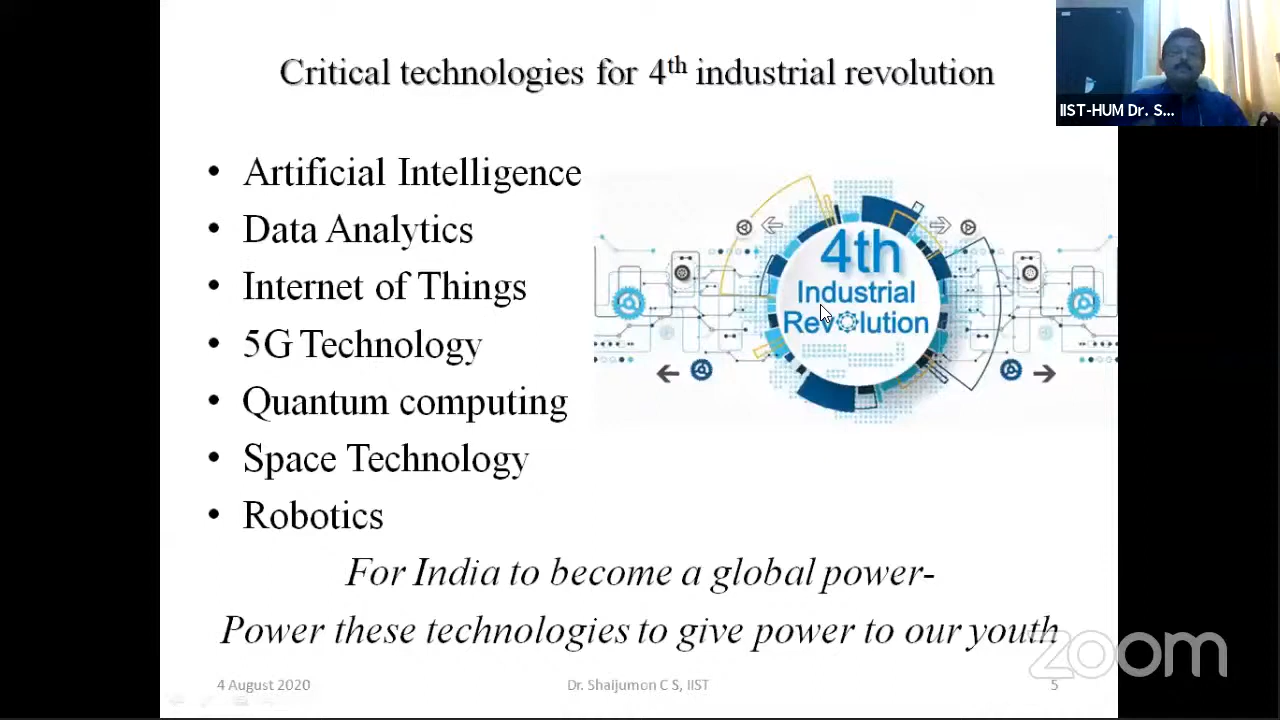 Critical technologies for 4th industrial revolution
IIST-HUM Dr. S...
• Artificial Intelligence
• Data Analytics
• Internet of Things
• 5G Technology
• Quantum computing
• Space Technology
• Robotics
4th
Industrial
Revolution
For India to become a global power-
Power these technologies to give power to our youth
zoom
4 August 2020
Dr. Shaijumon C S, IIST
5